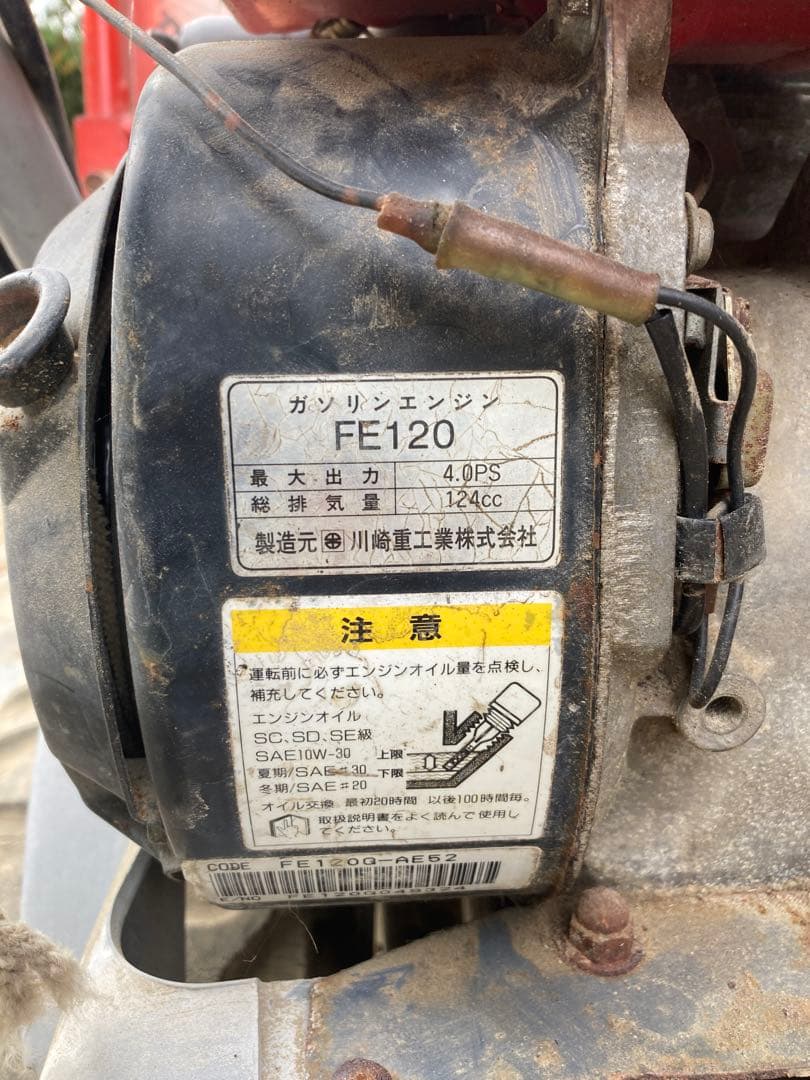 ガソリンエンジン
FE120
最大出力 4.0PS
総排気量 124cc
製造元 川崎重工業株式会社
注意
運転前に必ずエンジンオイル量を点検し、
補充してください。
エンジンオイル
SC、SD、SE級
SAE10W-30 上限
夏期/SAE#30 下限
冬期/SAE#20
オイル交換 最初20時間 以後100時間毎。
取扱説明書をよく読んで使用し
てください。
CODE FE120G-AE52
E/NO